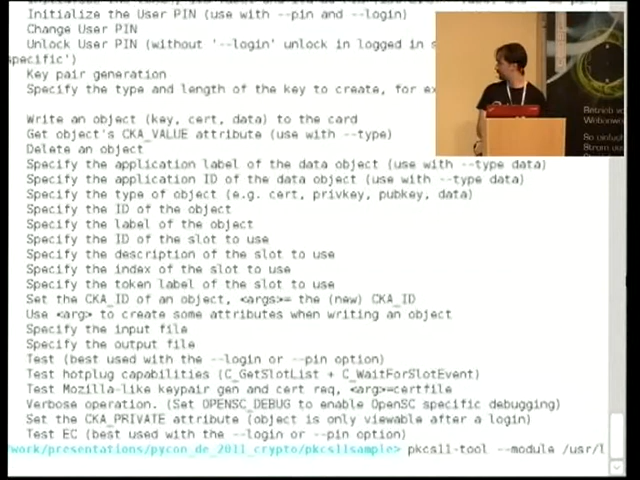 Initialize the User PIN (use with --pin and --login)
Change User PIN
Unlock User PIN (without '--login' unlock in logged in s
pecific')
Key pair generation
Specify the type and length of the key to create, for ex
Write an object (key, cert, data) to the card
Get object's CKA_VALUE attribute (use with --type)
Delete an object
Specify the application label of the data object (use with --type data)
Specify the application ID of the data object (use with --type data)
Specify the type of object (e.g. cert, privkey, pubkey, data)
Specify the ID of the object
Specify the label of the object
Specify the ID of the slot to use
Specify the description of the slot to use
Specify the index of the slot to use
Specify the token label of the slot to use
Set the CKA_ID of an object, <args>= the (new) CKA_ID
Use <arg> to create some attributes when writing an object
Specify the input file
Specify the output file
Test (best used with the --login or --pin option)
Test hotplug capabilities (C_GetSlotList + C_WaitForSlotEvent)
Test Mozilla-like keypair gen and cert req, <arg>=certfile
Verbose operation. (Set OPENSC_DEBUG to enable OpenSC specific debugging)
Set the CKA_PRIVATE attribute (object is only viewable after a login)
Test EC (best used with the --login or --pin option)
work/presentations/pycon_de_2011_crypto/pkcs11sample> pkcs11-tool --module /usr/l
Betrieb vo
Webanwen
So einfach
Strom aus